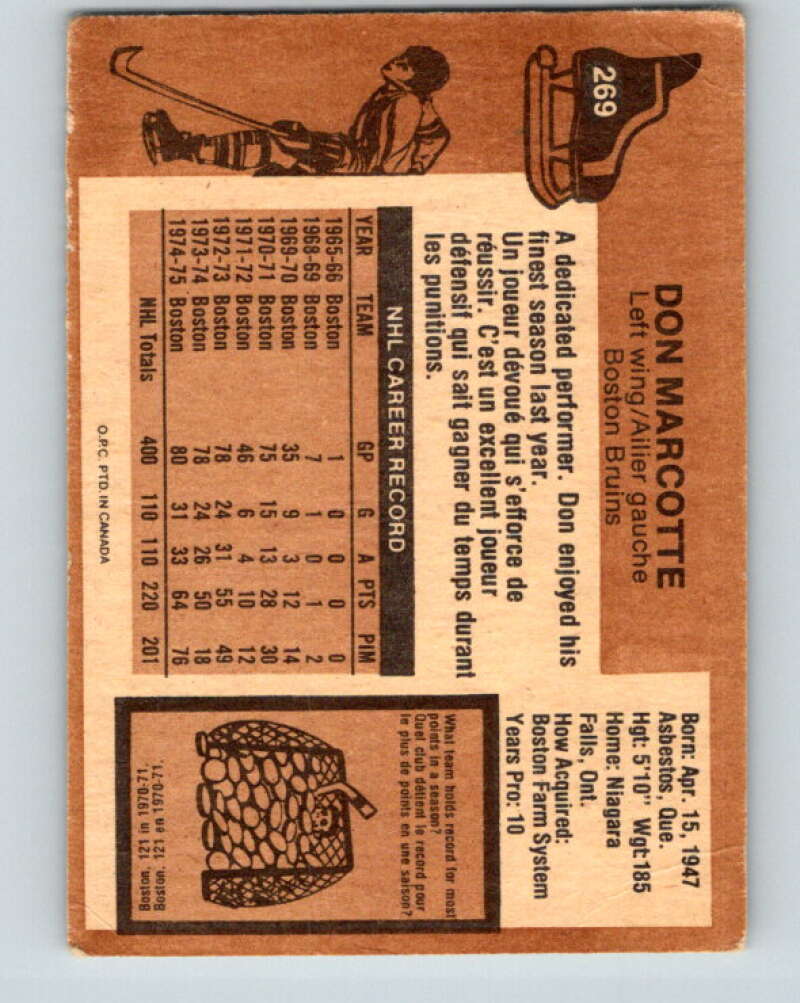 269
DON MARCOTTE
Left wing/Ailier gauche
Boston Bruins
A dedicated performer. Don enjoyed his
finest season last year.
Un joueur dévoué qui s'efforce de
réussir. C'est un excellent joueur
défensif qui sait gagner du temps durant
les punitions.
Born: Apr. 15, 1947
Asbestos, Que.
Hgt: 5'10" Wgt:185
Home: Niagara
Falls, Ont.
How Acquired:
Boston Farm System
Years Pro: 10
NHL CAREER RECORD
YEAR TEAM GP G A PTS PIM
1965-66 Boston 1 0 0 0 0
1968-69 Boston 7 1 0 1 2
1969-70 Boston 35 9 3 12 14
1970-71 Boston 75 15 13 28 30
1971-72 Boston 46 6 4 10 12
1972-73 Boston 78 24 31 55 49
1973-74 Boston 78 24 26 50 18
1974-75 Boston 80 31 33 64 76
NHL Totals 400 110 110 220 201
O.P.C. PTD. IN CANADA
What team holds record for most
points in a season?
Quel club détient le record pour
le plus de points en une saison?
Boston, 121 in 1970-71.
Boston, 121 en 1970-71.